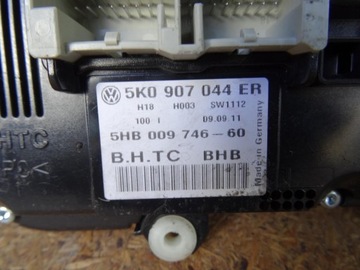 5K0 907 044 ER
H18 H003 SW1112
100 I 09.09.11
5HB 009 746-60
B.H.TC BHB
Made in Germany
HTC